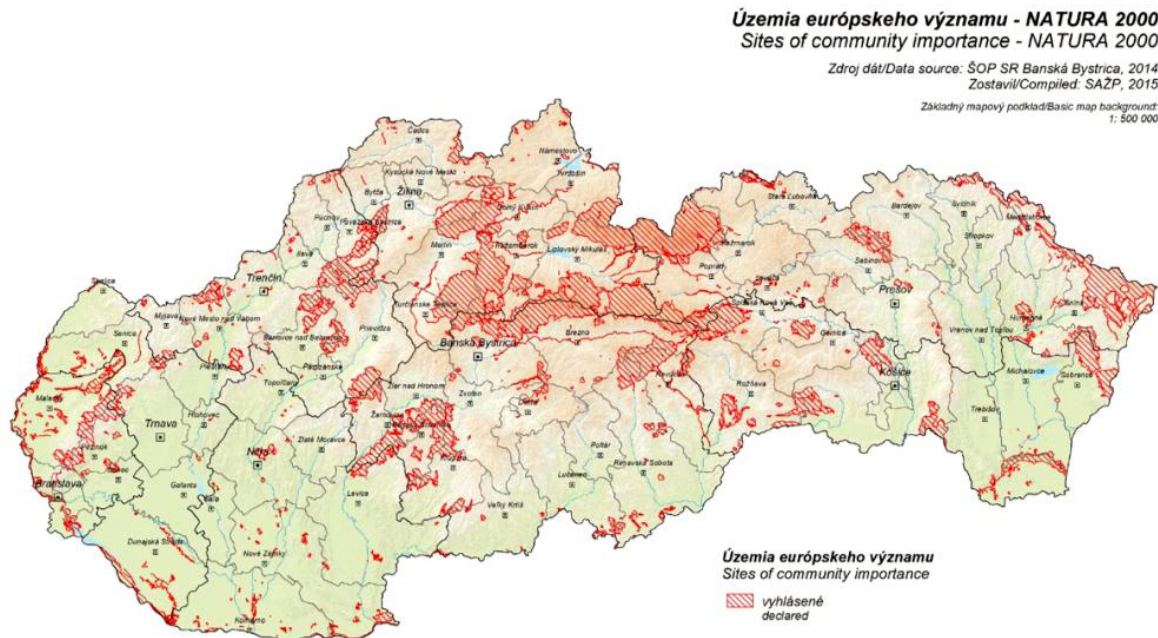 Územia európskeho významu - NATURA 2000
Sites of community importance - NATURA 2000
Zdroj dát/Data source: ŠOP SR Banská Bystrica, 2014
Zostavil/Compiled: SAŽP, 2015
Základný mapový podklad/Basic map background:
1: 500 000
Čadca
Námestovo
Kysucké Nové Mesto
Tvrdošín
Bytča
Žilina
Stará Ľubovňa
Bardejov
Svidník
Púchov
Považská Bystrica
Dolný Kubín
Stropkov
Medzilaborce
Ilava
Martin
Ružomberok
Liptovský Mikuláš
Kežmarok
Sabinov
Poprad
Trenčín
Levoča
Skalica
Turčianske Teplice
Spišská Nová Ves
Prešov
Snina
Myjava
Nové Mesto nad Váhom
Gelnica
Humenné
Senica
Bánovce nad Bebravou
Prievidza
Banská Bystrica
Brezno
Vranov nad Topľou
Piešťany
Partizánske
Topoľčany
Žiar nad Hronom
Revúca
Rožňava
Košice
Michalovce
Sobrance
Malacky
Hlohovec
Zvolen
Detva
Žarnovica
Trnava
Zlaté Moravce
Trebišov
Pezinok
Nitra
Krupina
Poltár
Rimavská Sobota
Senec
Bratislava
Galanta
Šaľa
Levice
Lučenec
Veľký Krtíš
Dunajská Streda
Nové Zámky
Komárno
Územia európskeho významu
Sites of community importance
vyhlásené
declared